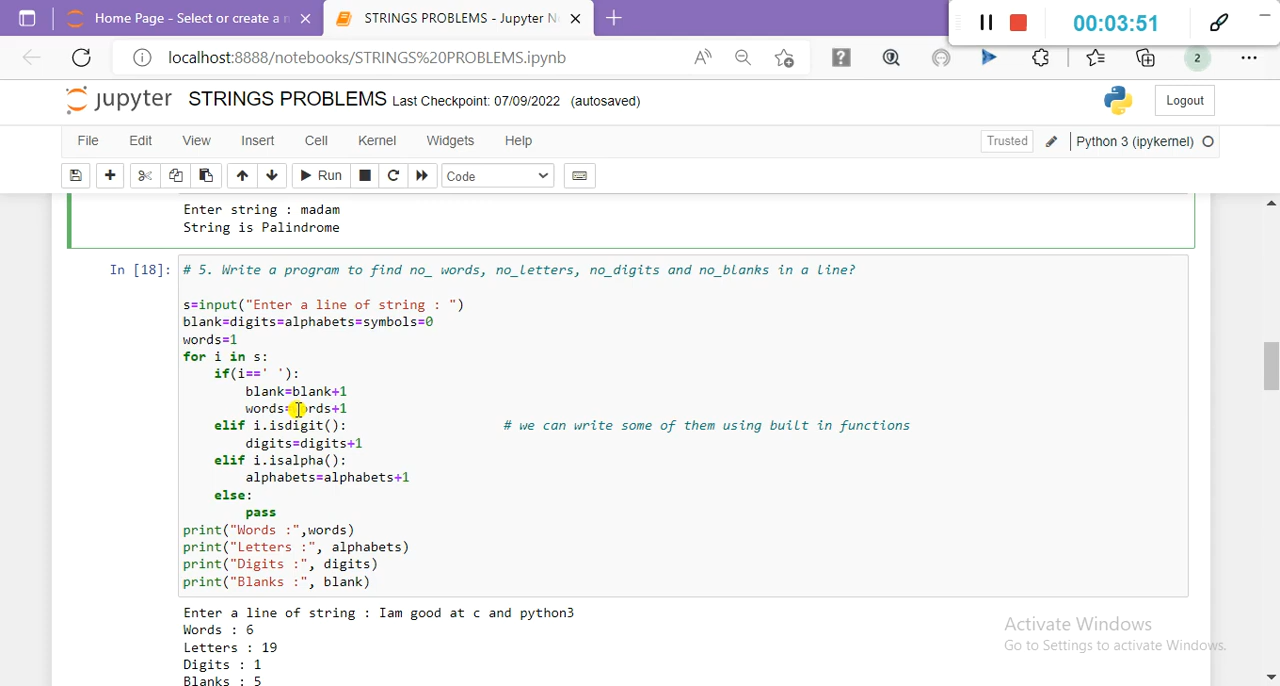 Home Page - Select or create a n
STRINGS PROBLEMS - Jupyter N
00:03:51
localhost:8888/notebooks/STRINGS%20PROBLEMS.ipynb
2
jupyter STRINGS PROBLEMS Last Checkpoint: 07/09/2022 (autosaved)
Logout
File Edit View Insert Cell Kernel Widgets Help
Trusted
Python 3 (ipykernel)
Run
Code
Enter string : madam
String is Palindrome
In [18]: # 5. Write a program to find no_ words, no_letters, no_digits and no_blanks in a line?
s=input("Enter a line of string : ")
blank=digits=alphabets=symbols=0
words=1
for i in s:
if(i==' '):
blank=blank+1
words=words+1
elif i.isdigit(): # we can write some of them using built in functions
digits=digits+1
elif i.isalpha():
alphabets=alphabets+1
else:
pass
print("Words :",words)
print("Letters :", alphabets)
print("Digits :", digits)
print("Blanks :", blank)
Enter a line of string : Iam good at c and python3
Words : 6
Letters : 19
Digits : 1
Blanks : 5
Activate Windows
Go to Settings to activate Windows.